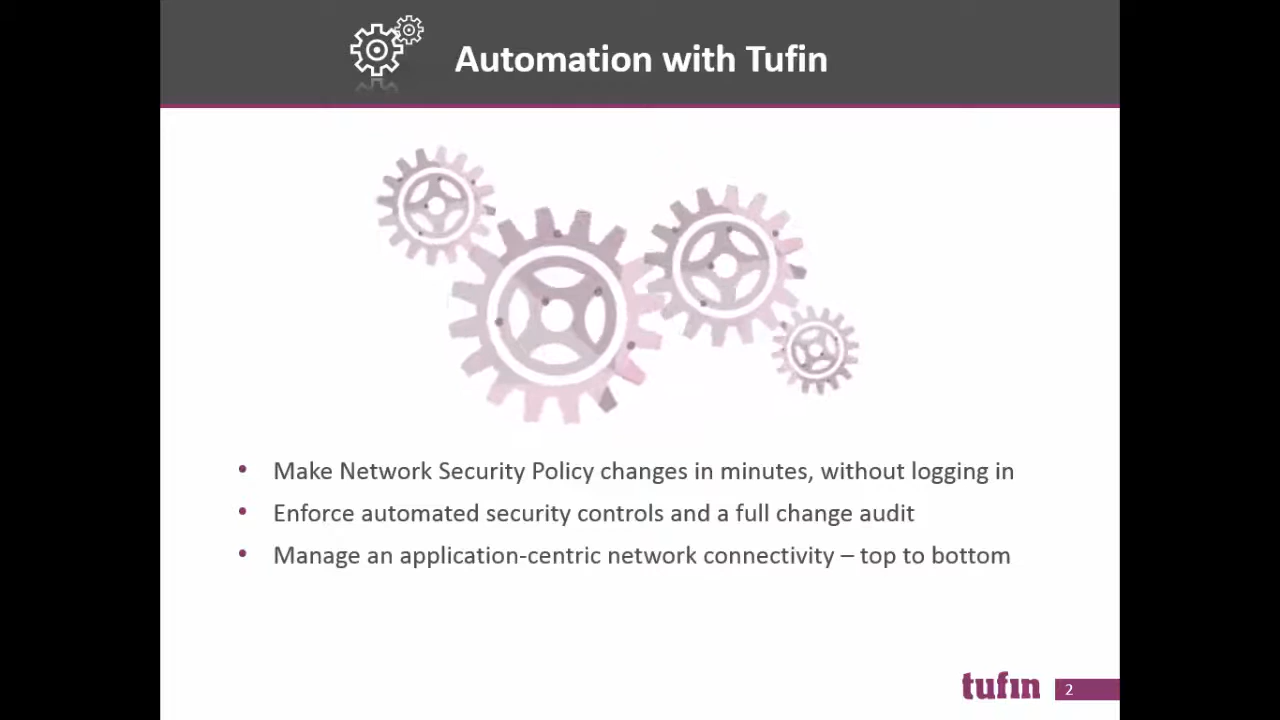 Automation with Tufin
• Make Network Security Policy changes in minutes, without logging in
• Enforce automated security controls and a full change audit
• Manage an application-centric network connectivity – top to bottom
tufin
2